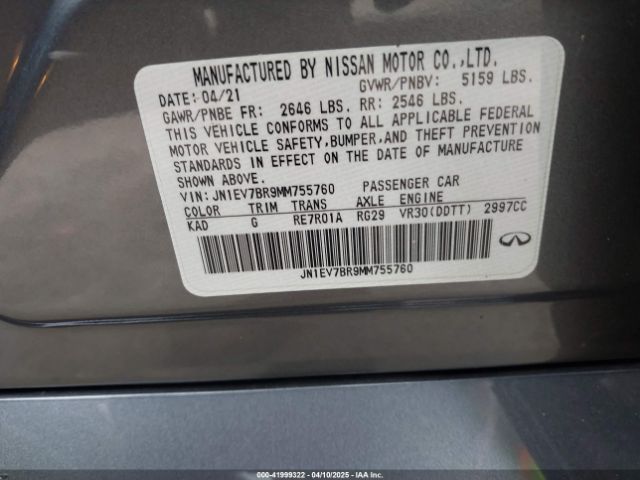 MANUFACTURED BY NISSAN MOTOR CO.,LTD.
DATE:04/21 GVWR/PNBV: 5159 LBS.
GAWR/PNBE FR: 2646 LBS. RR: 2546 LBS.
THIS VEHICLE CONFORMS TO ALL APPLICABLE FEDERAL
MOTOR VEHICLE SAFETY,BUMPER,AND THEFT PREVENTION
STANDARDS IN EFFECT ON THE DATE OF MANUFACTURE
SHOWN ABOVE.
VIN:JN1EV7BR9MM755760 PASSENGER CAR
COLOR TRIM TRANS AXLE ENGINE
KAD G RE7R01A RG29 VR30(DDTT) 2997CC
JN1EV7BR9MM755760
INFINITI
000-41999322 - 04/10/2025 - IAA Inc.